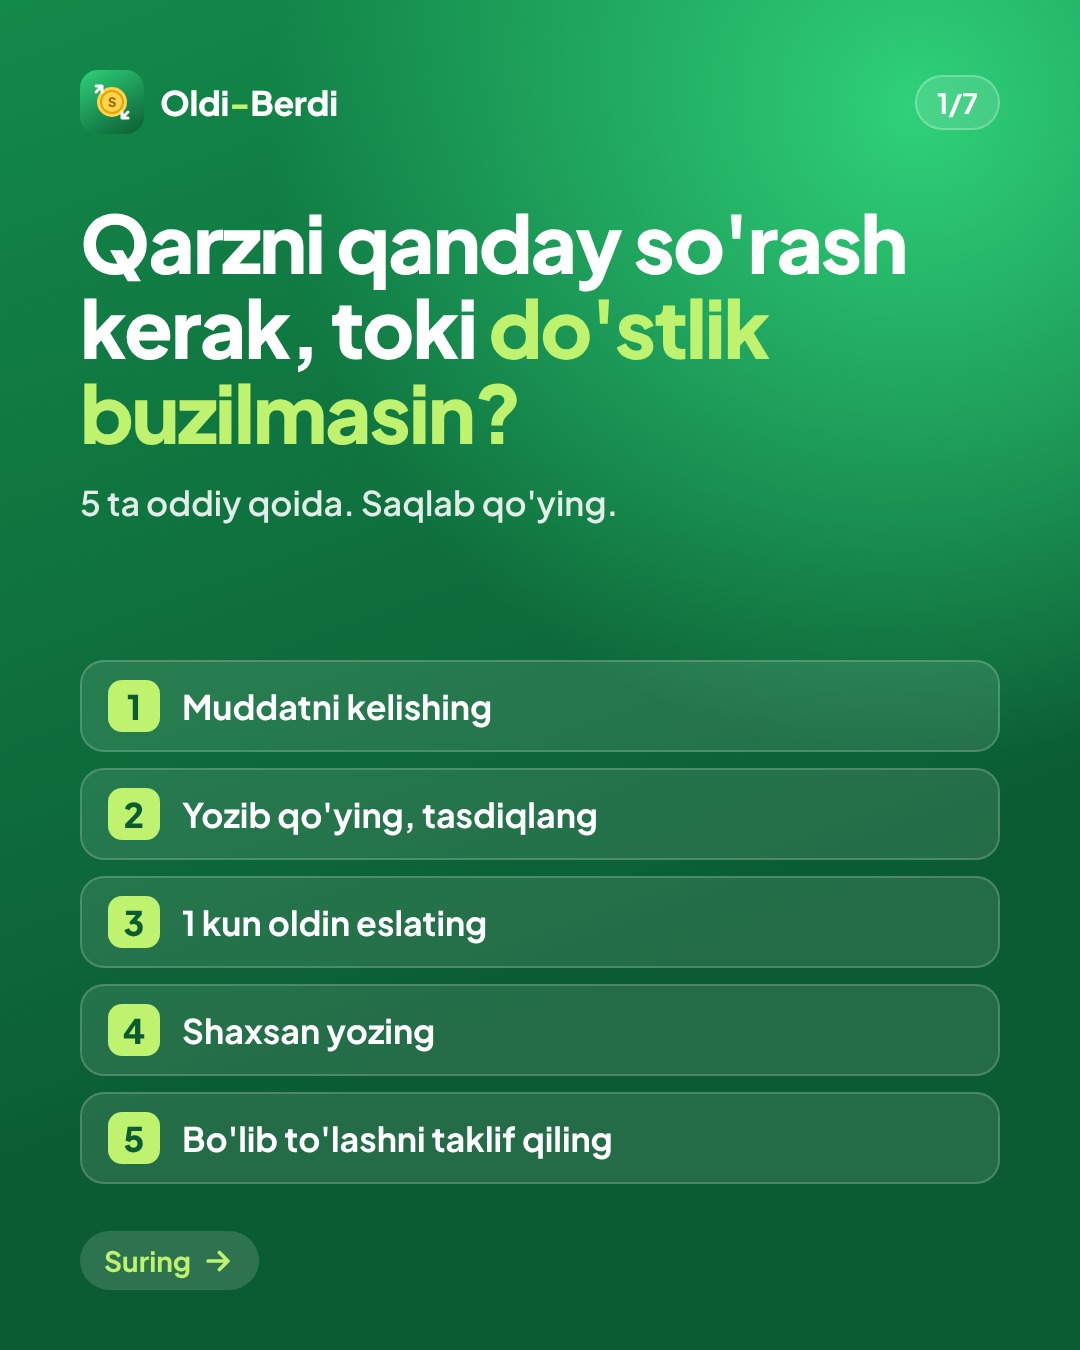 Oldi-Berdi
1/7
Qarzni qanday so'rash
kerak, toki do'stlik
buzilmasin?
5 ta oddiy qoida. Saqlab qo'ying.
1 Muddatni kelishing
2 Yozib qo'ying, tasdiqlang
3 1 kun oldin eslating
4 Shaxsan yozing
5 Bo'lib to'lashni taklif qiling
Suring →